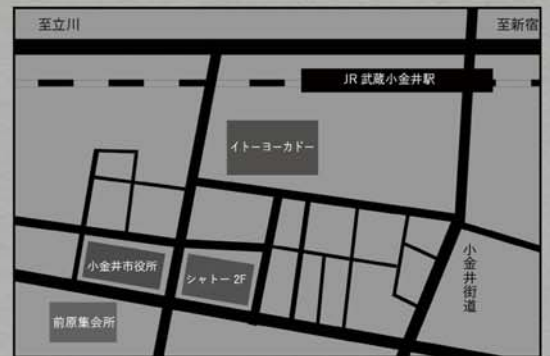 至立川
至新宿
JR 武蔵小金井駅
イトーヨーカドー
小金井市役所
シャトー 2F
小金井街道
前原集会所